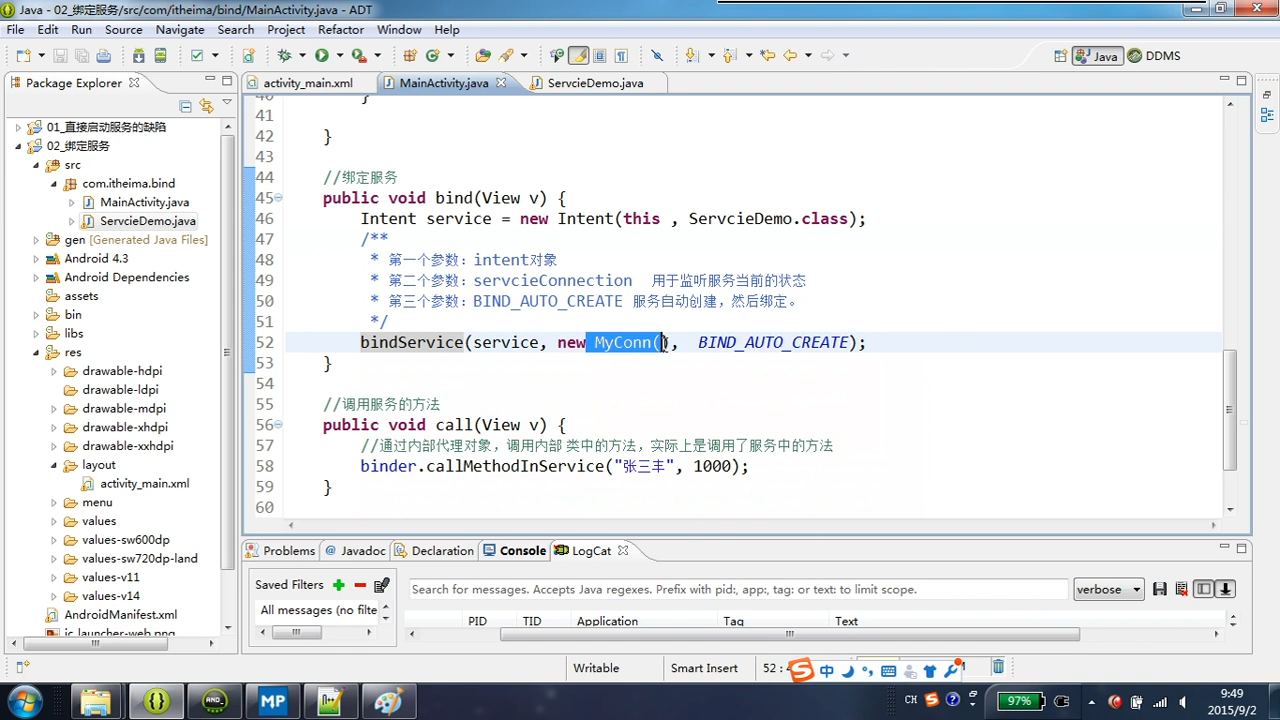 Java - 02_绑定服务/src/com/itheima/bind/MainActivity.java - ADT
File Edit Run Source Navigate Search Project Refactor Window Help
Java DDMS
Package Explorer
activity_main.xml MainActivity.java ServcieDemo.java
01_直接启动服务的缺陷
02_绑定服务
src
com.itheima.bind
MainActivity.java
ServcieDemo.java
gen [Generated Java Files]
Android 4.3
Android Dependencies
assets
bin
libs
res
drawable-hdpi
drawable-ldpi
drawable-mdpi
drawable-xhdpi
drawable-xxhdpi
layout
activity_main.xml
menu
values
values-sw600dp
values-sw720dp-land
values-v11
values-v14
AndroidManifest.xml
ic_launcher-web.png
40 }
41
42 }
43
44 //绑定服务
45 public void bind(View v) {
46 Intent service = new Intent(this , ServcieDemo.class);
47 /**
48 * 第一个参数：intent对象
49 * 第二个参数：servcieConnection 用于监听服务当前的状态
50 * 第三个参数：BIND_AUTO_CREATE 服务自动创建，然后绑定。
51 */
52 bindService(service, new MyConn(), BIND_AUTO_CREATE);
53 }
54
55 //调用服务的方法
56 public void call(View v) {
57 //通过内部代理对象，调用内部 类中的方法，实际上是调用了服务中的方法
58 binder.callMethodInService("张三丰", 1000);
59 }
60
Problems @ Javadoc Declaration Console LogCat
Saved Filters
All messages (no filte
Search for messages. Accepts Java regexes. Prefix with pid:, app:, tag: or text: to limit scope.
verbose
PID TID Application Tag Text
Writable Smart Insert 52 : 4
中
MP
CH
97%
9:49
2015/9/2